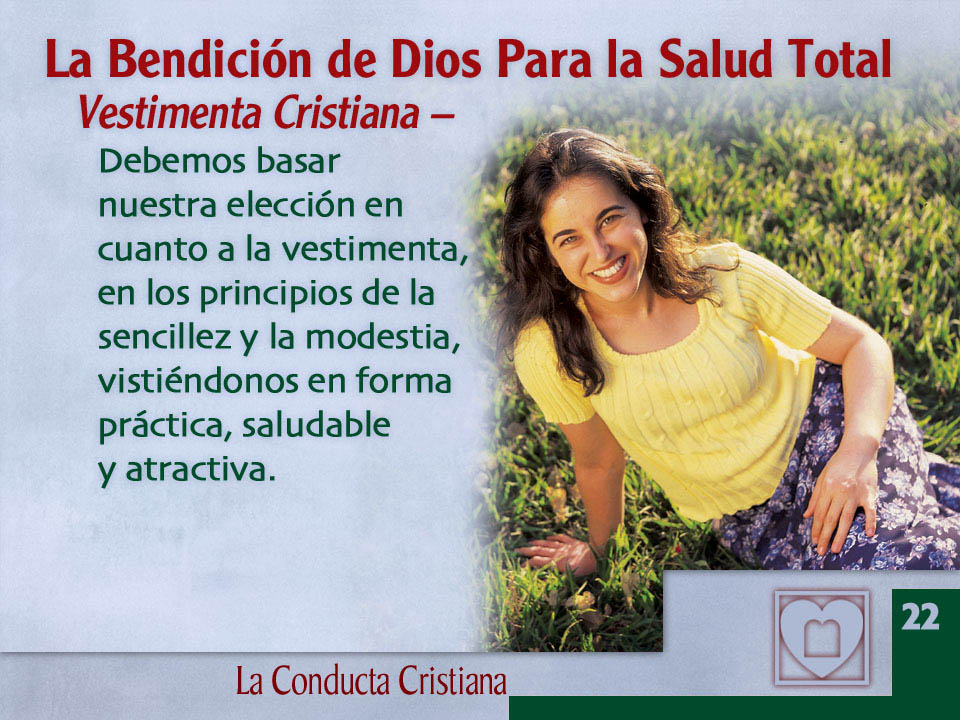 La Bendición de Dios Para la Salud Total
Vestimenta Cristiana –
Debemos basar
nuestra elección en
cuanto a la vestimenta,
en los principios de la
sencillez y la modestia,
vistiéndonos en forma
práctica, saludable
y atractiva.
22
La Conducta Cristiana